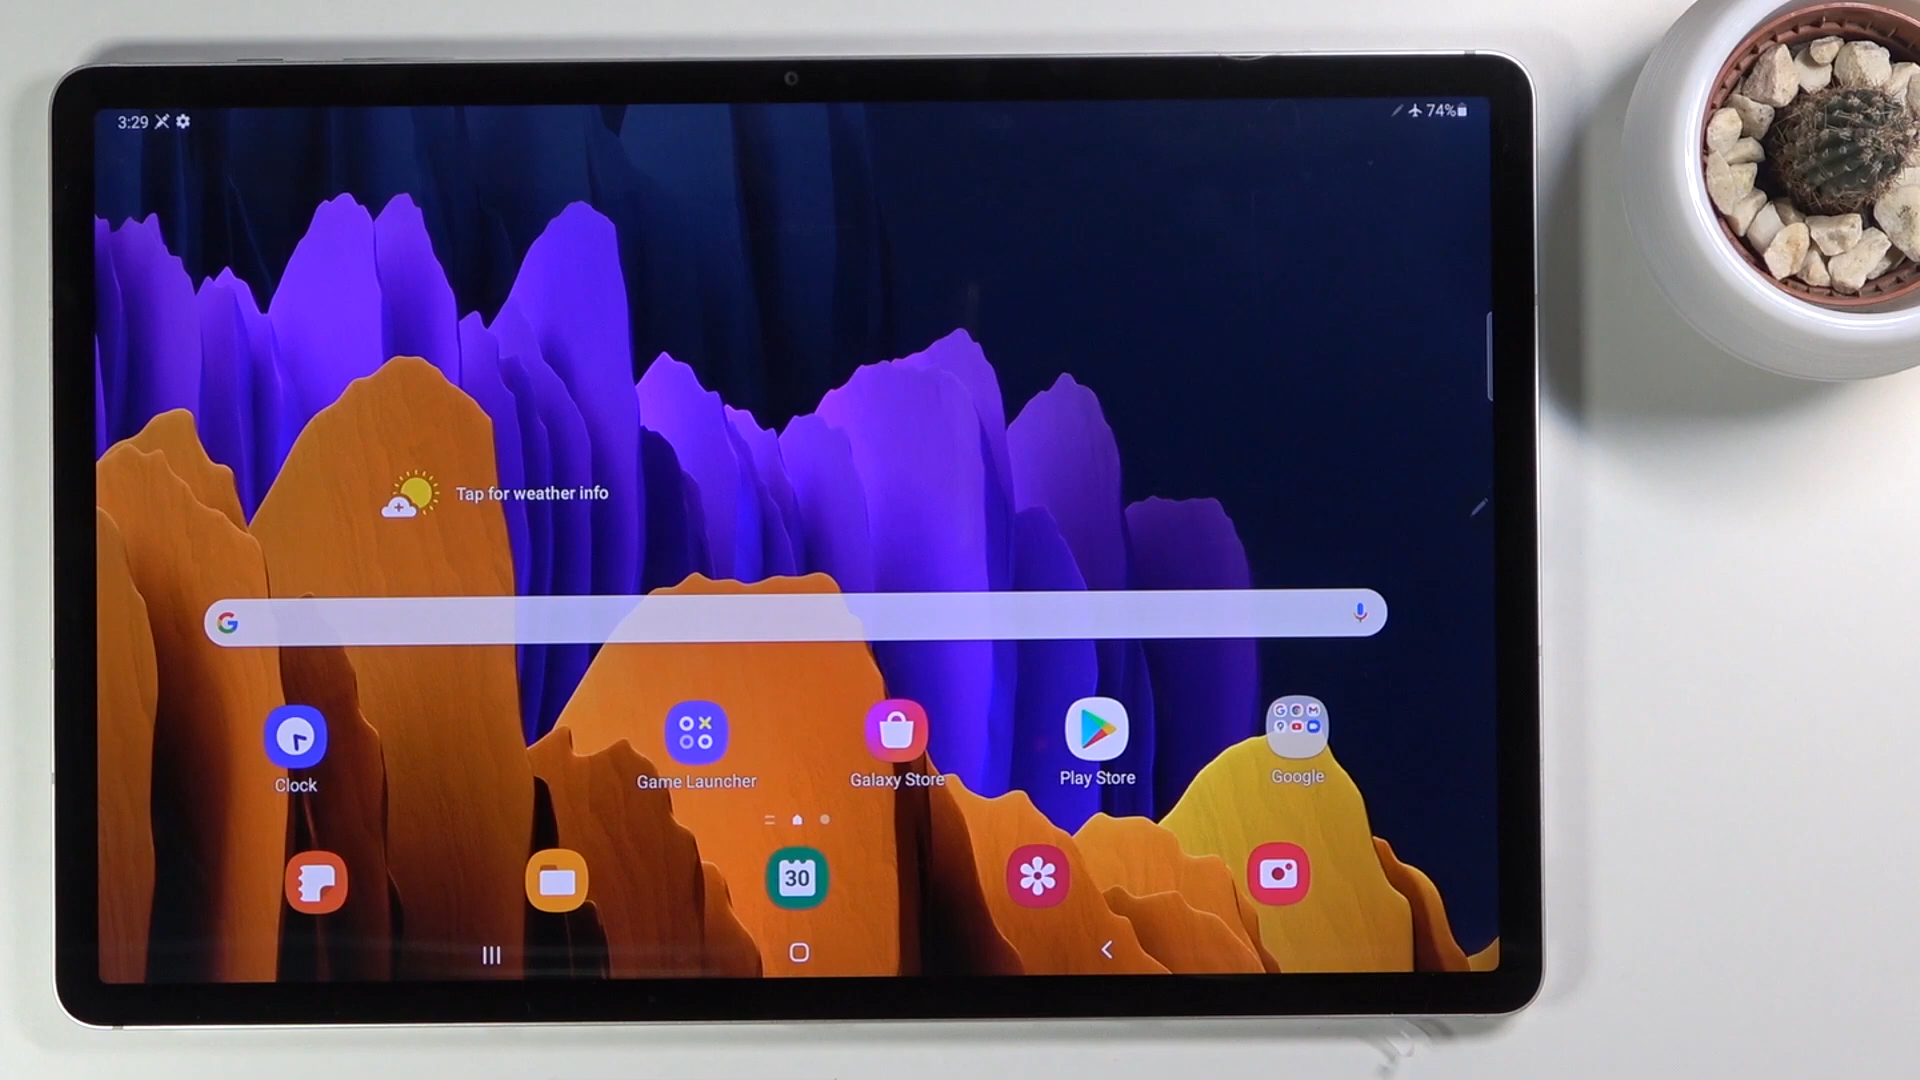 3:29
74%
Tap for weather info
G
Clock
Game Launcher
Galaxy Store
Play Store
Google
30